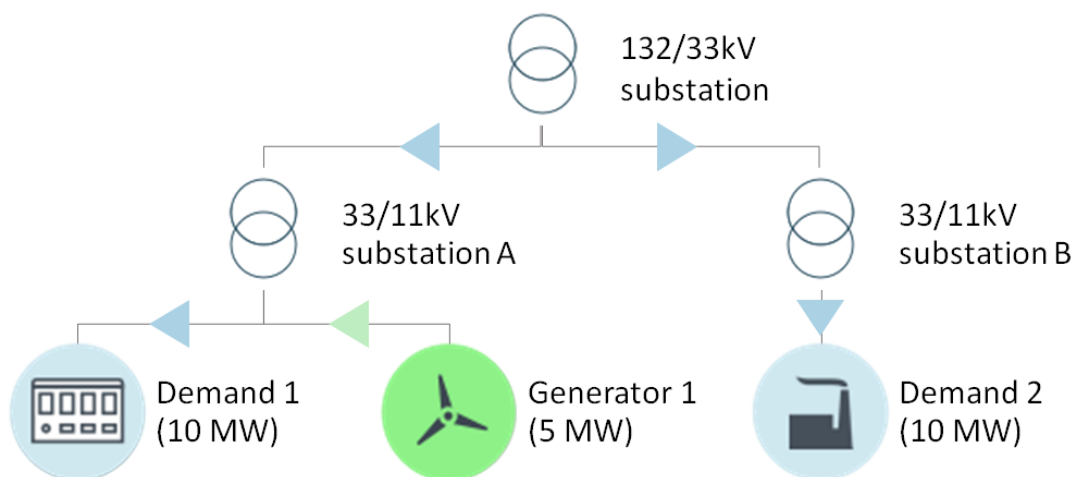 132/33kV
substation
33/11kV
substation A
33/11kV
substation B
Demand 1
(10 MW)
Generator 1
(5 MW)
Demand 2
(10 MW)